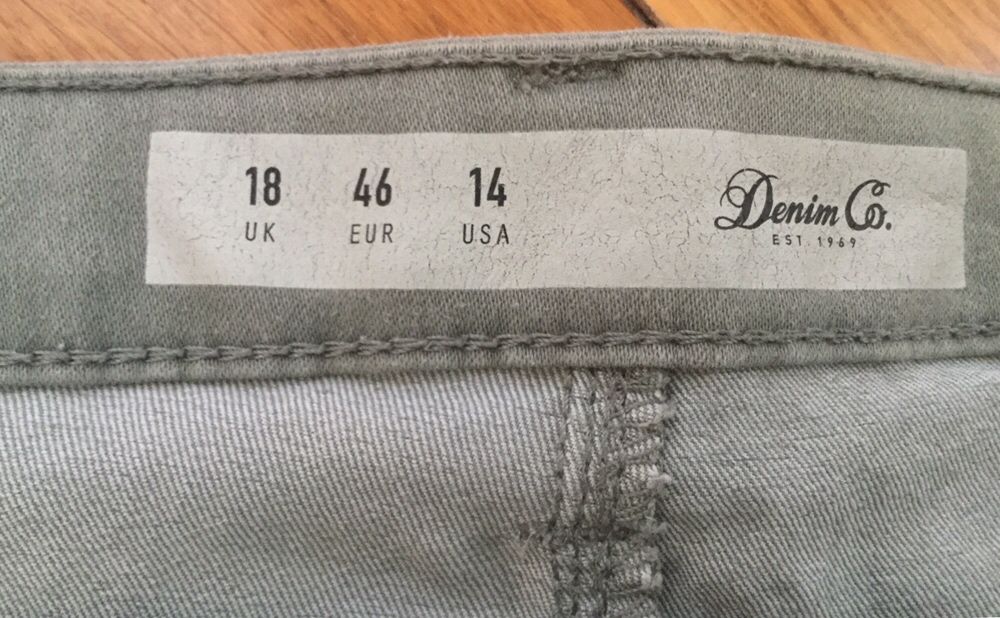 18 46 14
UK EUR USA
Denim Co.
EST. 1969